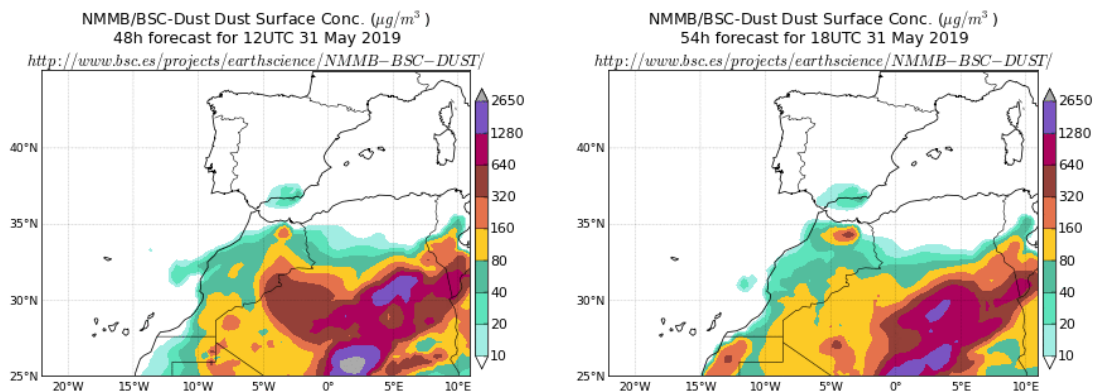 NMMB/BSC-Dust Dust Surface Conc. (μg/m³)
48h forecast for 12UTC 31 May 2019
http://www.bsc.es/projects/earthscience/NMMB−BSC−DUST/
2650
1280
640
320
160
80
40
20
10
40°N
35°N
30°N
25°N
20°W 15°W 10°W 5°W 0°E 5°E 10°E
NMMB/BSC-Dust Dust Surface Conc. (μg/m³)
54h forecast for 18UTC 31 May 2019
http://www.bsc.es/projects/earthscience/NMMB−BSC−DUST/
2650
1280
640
320
160
80
40
20
10
40°N
35°N
30°N
25°N
20°W 15°W 10°W 5°W 0°E 5°E 10°E